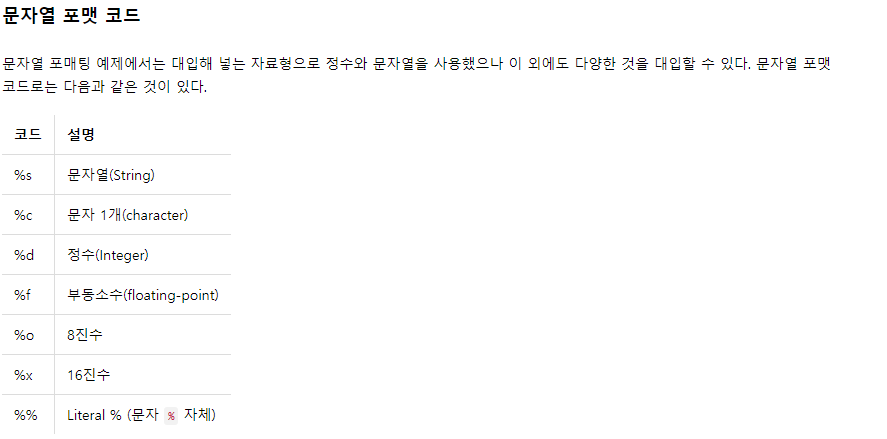 문자열 포맷 코드
문자열 포매팅 예제에서는 대입해 넣는 자료형으로 정수와 문자열을 사용했으나 이 외에도 다양한 것을 대입할 수 있다. 문자열 포맷
코드로는 다음과 같은 것이 있다.
코드 설명
%s 문자열(String)
%c 문자 1개(character)
%d 정수(Integer)
%f 부동소수(floating-point)
%o 8진수
%x 16진수
%% Literal % (문자 % 자체)